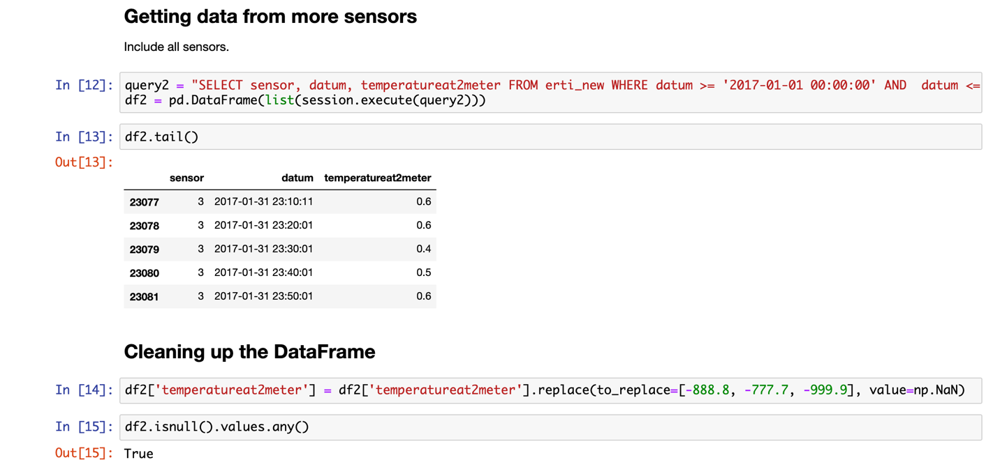 Getting data from more sensors
Include all sensors.
In [12]: query2 = "SELECT sensor, datum, temperatureat2meter FROM erti_new WHERE datum >= '2017-01-01 00:00:00' AND  datum <=
df2 = pd.DataFrame(list(session.execute(query2)))
In [13]: df2.tail()
Out[13]:
sensor datum temperatureat2meter
23077 3 2017-01-31 23:10:11 0.6
23078 3 2017-01-31 23:20:01 0.6
23079 3 2017-01-31 23:30:01 0.4
23080 3 2017-01-31 23:40:01 0.5
23081 3 2017-01-31 23:50:01 0.6
Cleaning up the DataFrame
In [14]: df2['temperatureat2meter'] = df2['temperatureat2meter'].replace(to_replace=[-888.8, -777.7, -999.9], value=np.NaN)
In [15]: df2.isnull().values.any()
Out[15]: True